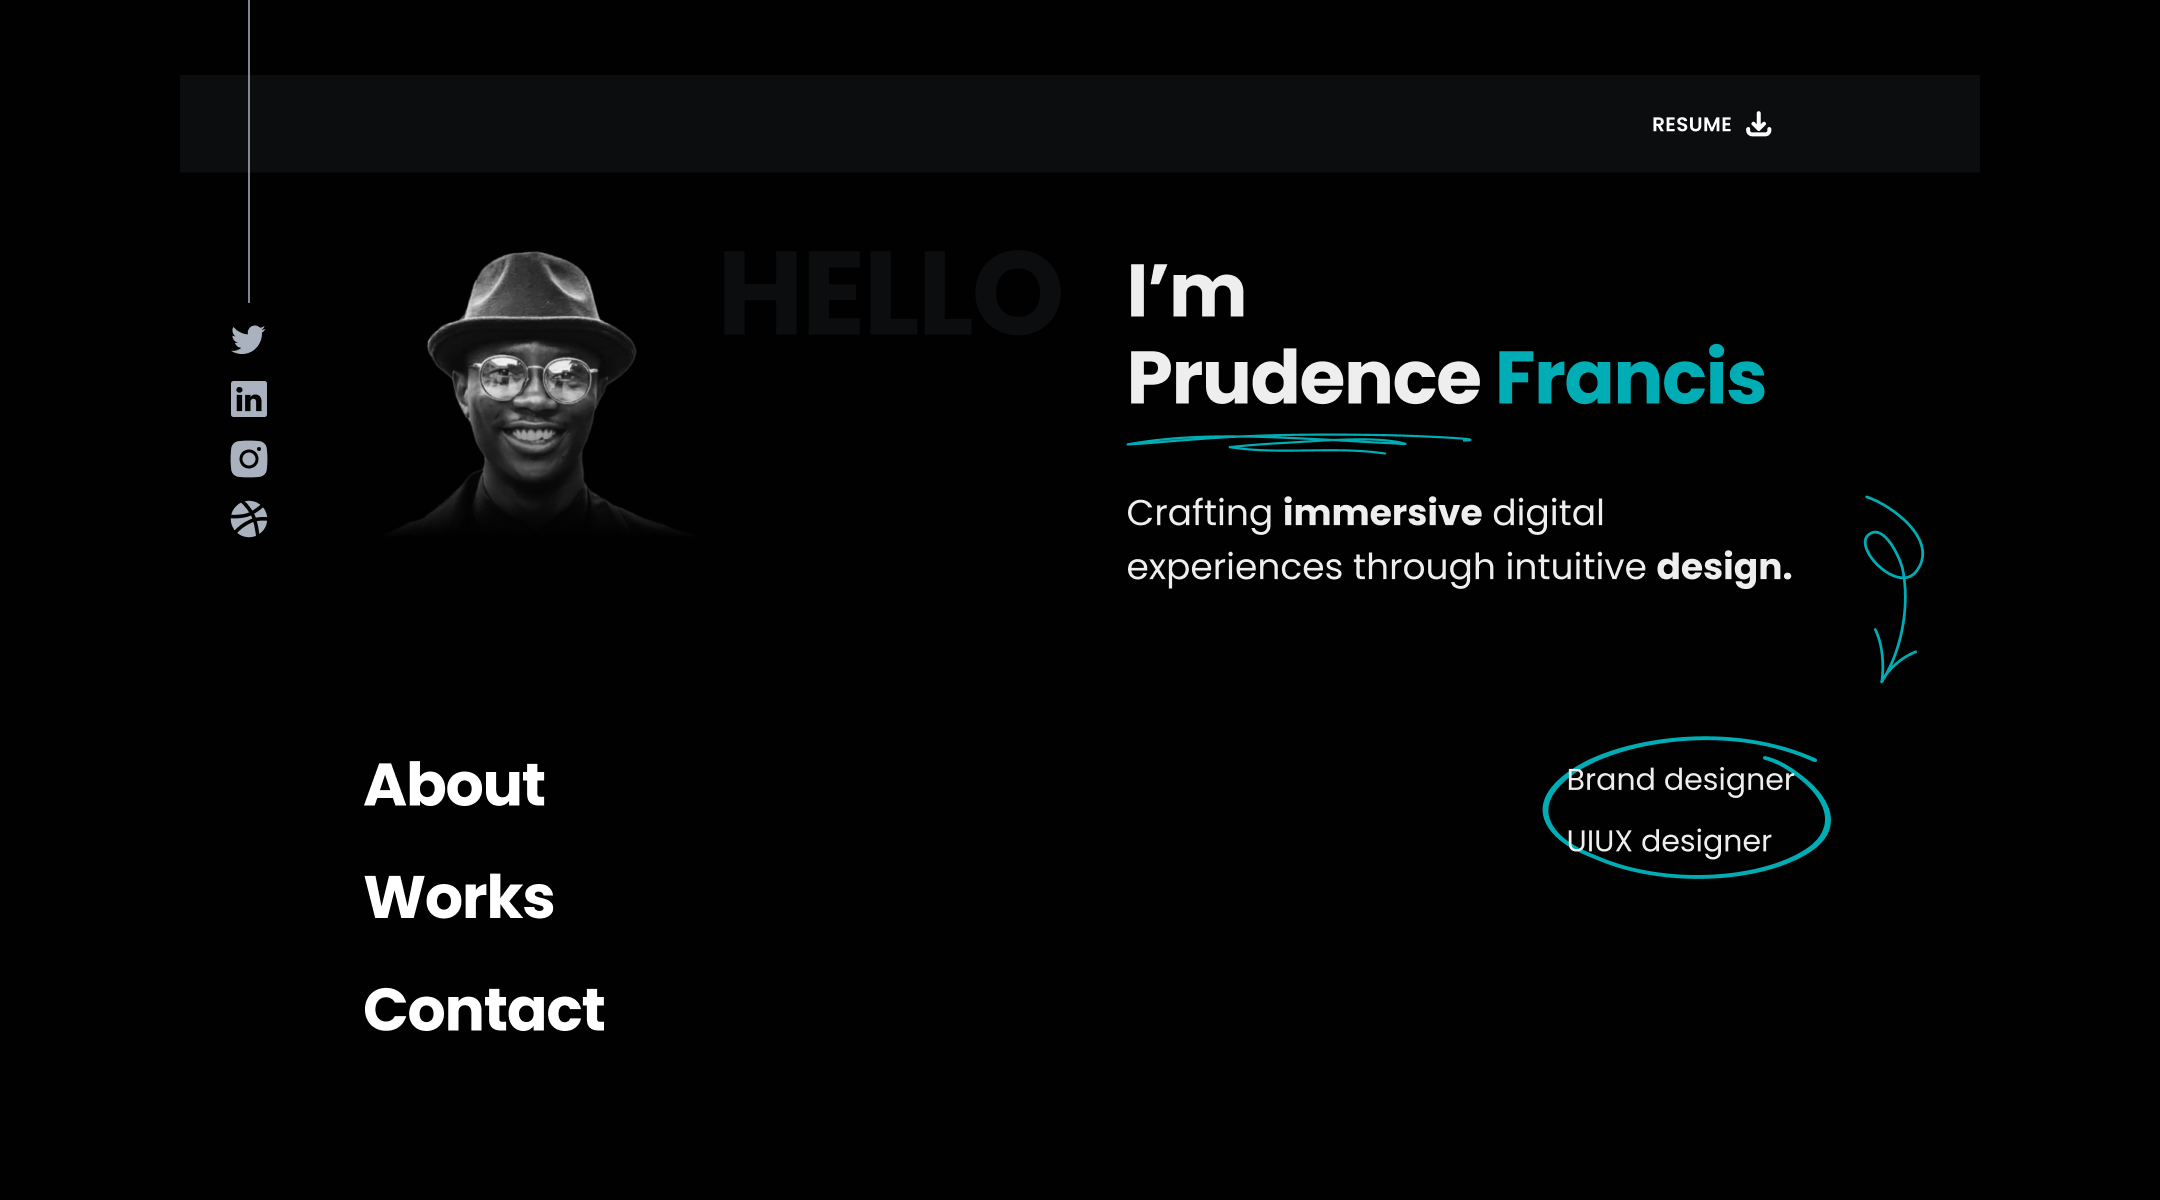 RESUME
HELLO
I’m
Prudence Francis
Crafting immersive digital
experiences through intuitive design.
Brand designer
UIUX designer
About
Works
Contact